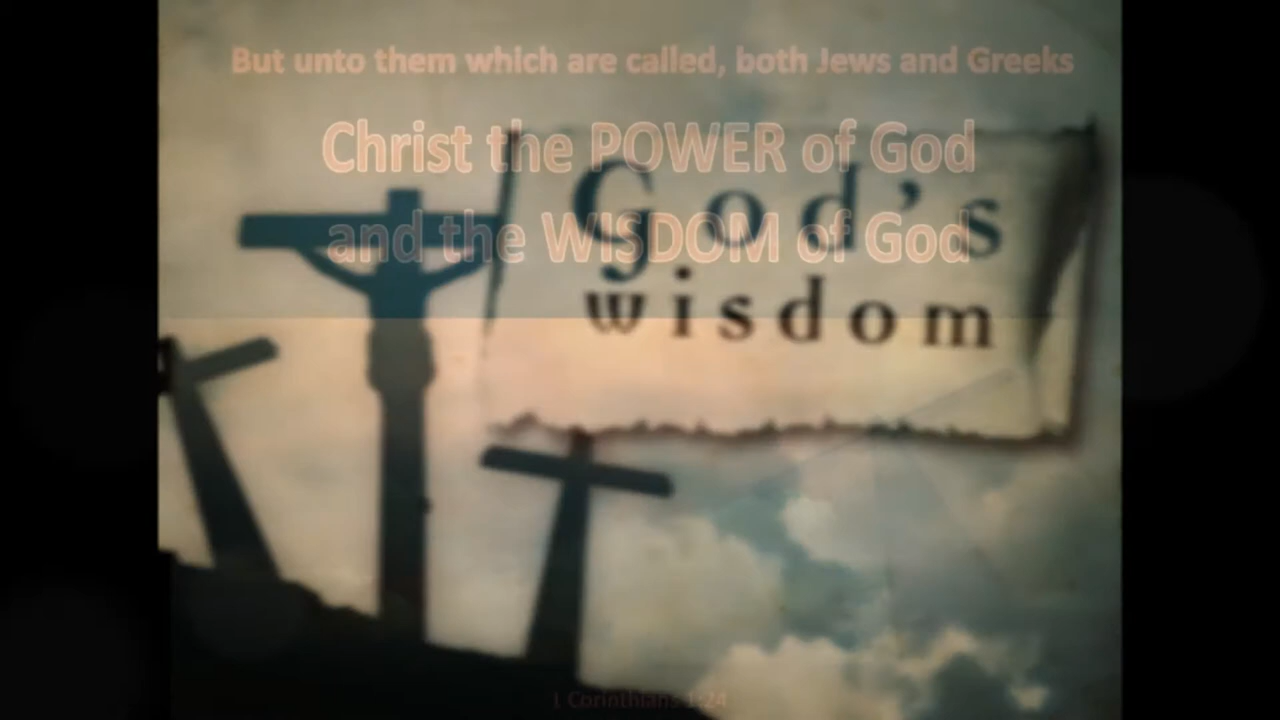 But unto them which are called, both Jews and Greeks
Christ the POWER of God
and the WISDOM of God
God's
wisdom
1 Corinthians 1:24